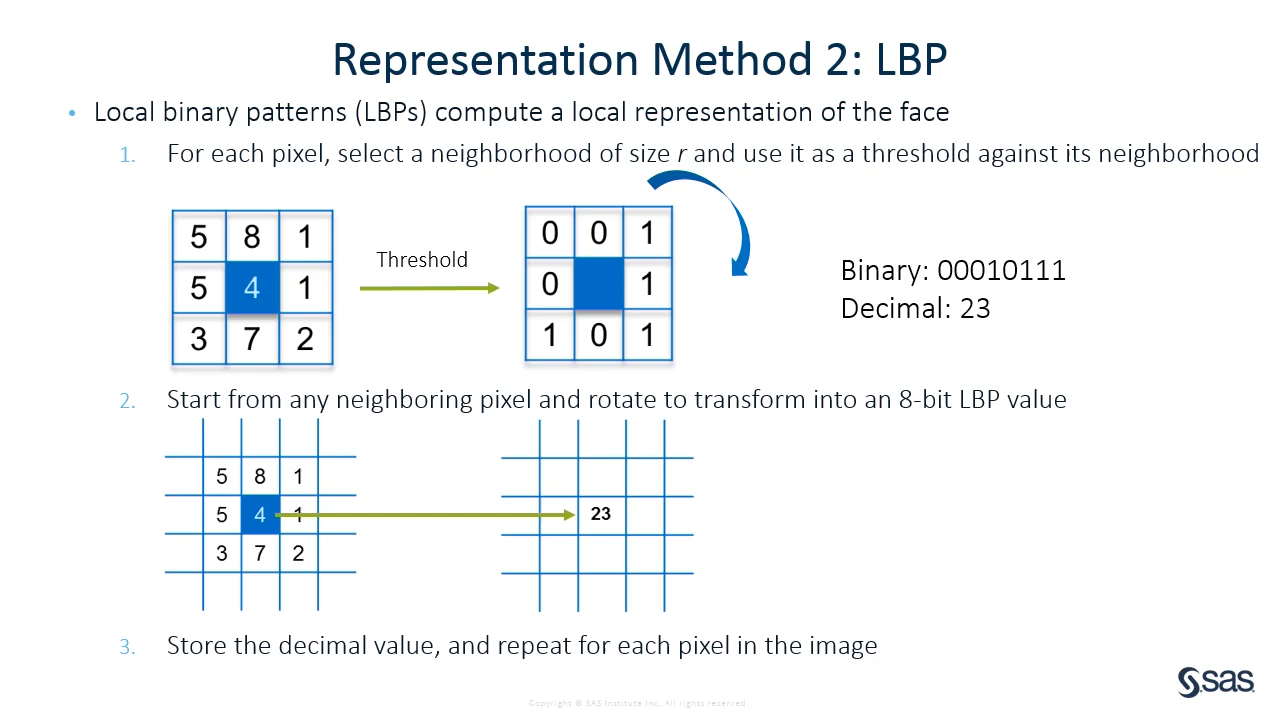 Representation Method 2: LBP
• Local binary patterns (LBPs) compute a local representation of the face
1. For each pixel, select a neighborhood of size r and use it as a threshold against its neighborhood
5 8 1
5 4 1
3 7 2
Threshold
0 0 1
0 1
1 0 1
Binary: 00010111
Decimal: 23
2. Start from any neighboring pixel and rotate to transform into an 8-bit LBP value
5 8 1
5 4 1
3 7 2
23
3. Store the decimal value, and repeat for each pixel in the image
sas
Copyright © SAS Institute Inc. All rights reserved.